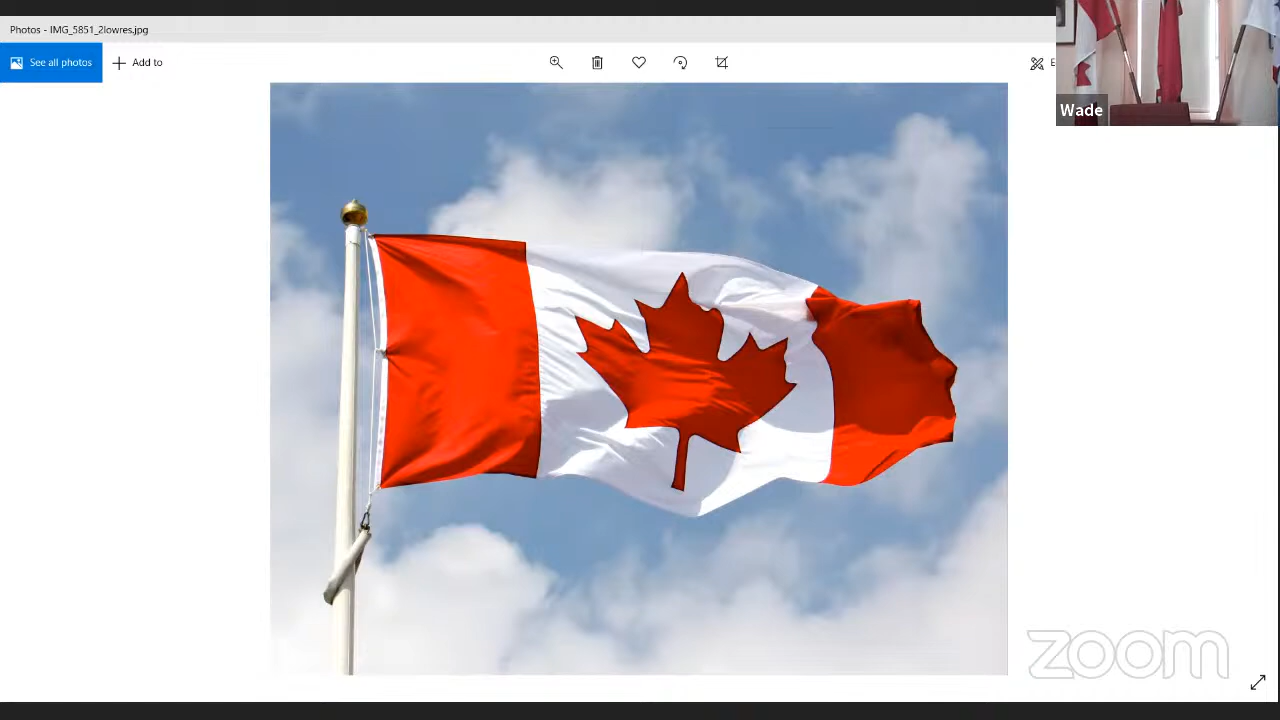 Photos - IMG_5851_2lowres.jpg
See all photos
Add to
E
Wade
zoom